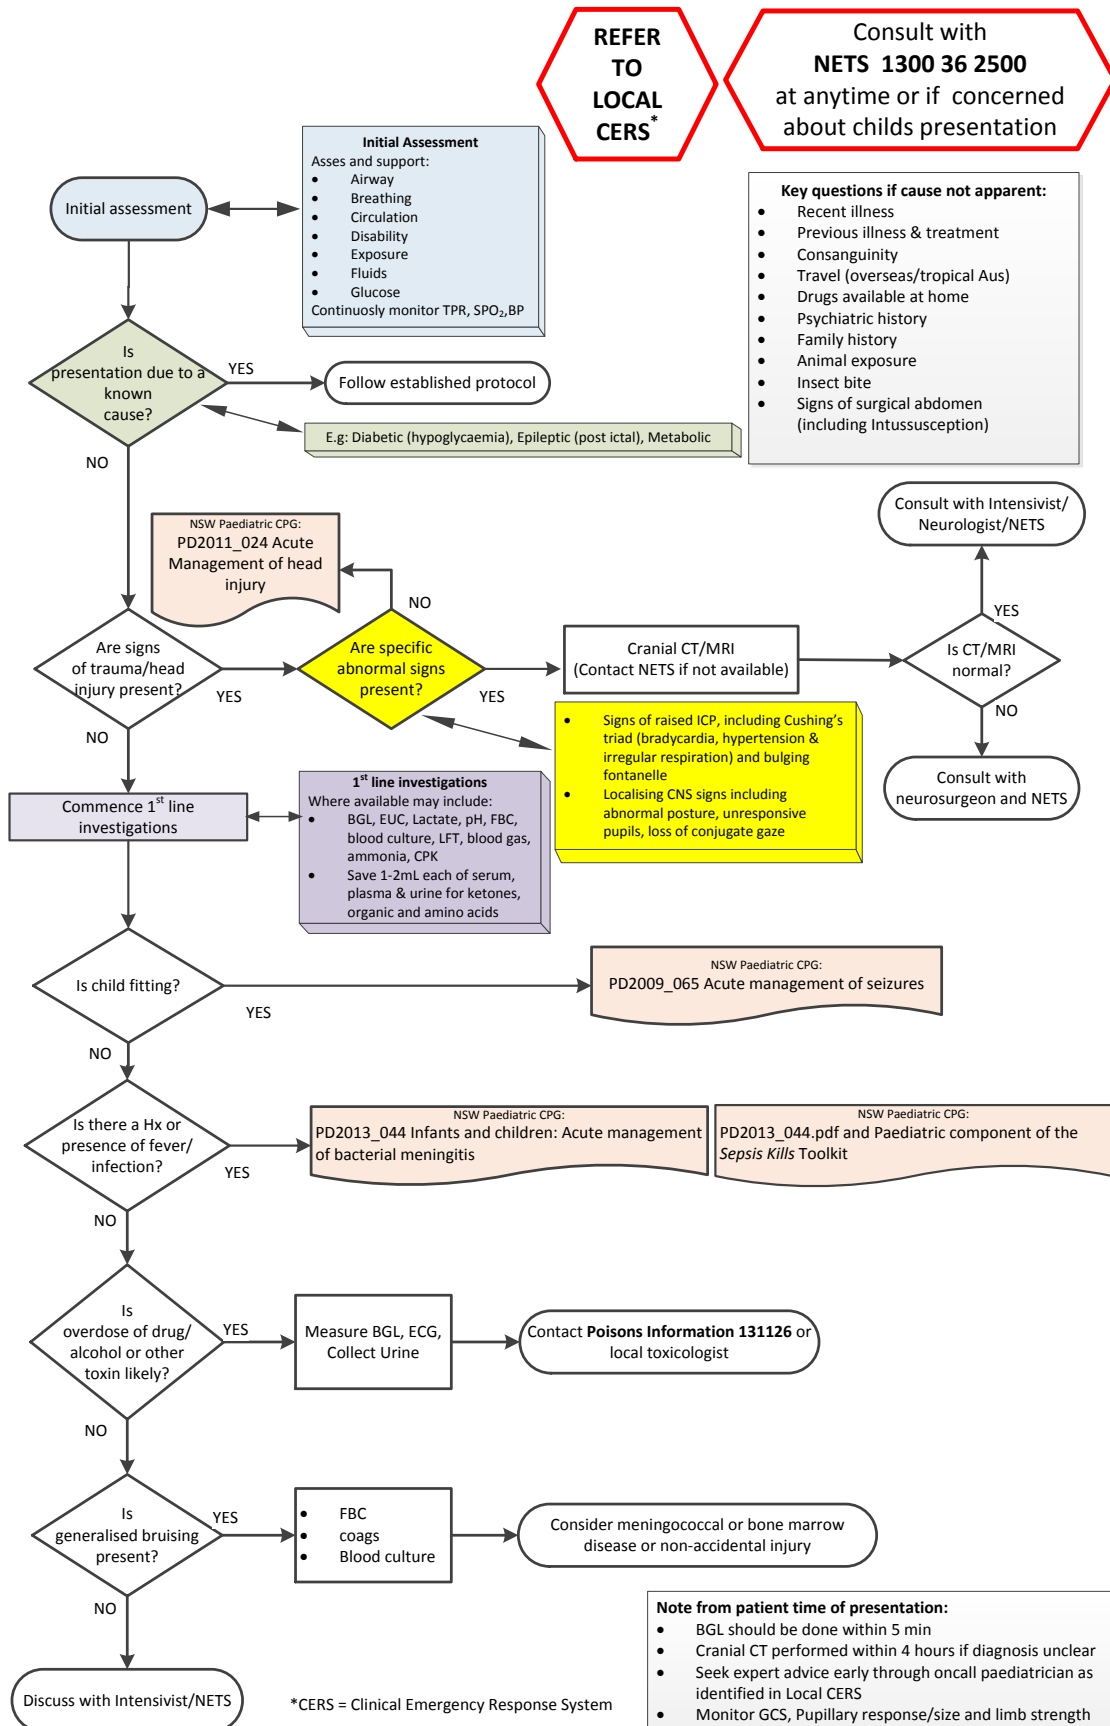 REFER
TO
LOCAL
CERS*
Consult with
NETS 1300 36 2500
at anytime or if concerned
about childs presentation
Initial Assessment
Asses and support:
• Airway
• Breathing
• Circulation
• Disability
• Exposure
• Fluids
• Glucose
Continuosly monitor TPR, SPO₂,BP
Initial assessment
Key questions if cause not apparent:
• Recent illness
• Previous illness & treatment
• Consanguinity
• Travel (overseas/tropical Aus)
• Drugs available at home
• Psychiatric history
• Family history
• Animal exposure
• Insect bite
• Signs of surgical abdomen
(including Intussusception)
Is
presentation due to a
known
cause?
YES
Follow established protocol
E.g: Diabetic (hypoglycaemia), Epileptic (post ictal), Metabolic
NO
Consult with Intensivist/
Neurologist/NETS
NSW Paediatric CPG:
PD2011_024 Acute
Management of head
injury
NO
YES
Are signs
of trauma/head
injury present?
YES
Are specific
abnormal signs
present?
YES
Cranial CT/MRI
(Contact NETS if not available)
Is CT/MRI
normal?
NO
NO
• Signs of raised ICP, including Cushing's
triad (bradycardia, hypertension &
irregular respiration) and bulging
fontanelle
• Localising CNS signs including
abnormal posture, unresponsive
pupils, loss of conjugate gaze
Consult with
neurosurgeon and NETS
Commence 1st line
investigations
1st line investigations
Where available may include:
• BGL, EUC, Lactate, pH, FBC,
blood culture, LFT, blood gas,
ammonia, CPK
• Save 1-2mL each of serum,
plasma & urine for ketones,
organic and amino acids
Is child fitting?
YES
NSW Paediatric CPG:
PD2009_065 Acute management of seizures
NO
Is there a Hx or
presence of fever/
infection?
YES
NSW Paediatric CPG:
PD2013_044 Infants and children: Acute management
of bacterial meningitis
NSW Paediatric CPG:
PD2013_044.pdf and Paediatric component of the
Sepsis Kills Toolkit
NO
Is
overdose of drug/
alcohol or other
toxin likely?
YES
Measure BGL, ECG,
Collect Urine
Contact Poisons Information 131126 or
local toxicologist
NO
Is
generalised bruising
present?
YES
• FBC
• coags
• Blood culture
Consider meningococcal or bone marrow
disease or non-accidental injury
NO
Discuss with Intensivist/NETS
*CERS = Clinical Emergency Response System
Note from patient time of presentation:
• BGL should be done within 5 min
• Cranial CT performed within 4 hours if diagnosis unclear
• Seek expert advice early through oncall paediatrician as
identified in Local CERS
• Monitor GCS, Pupillary response/size and limb strength